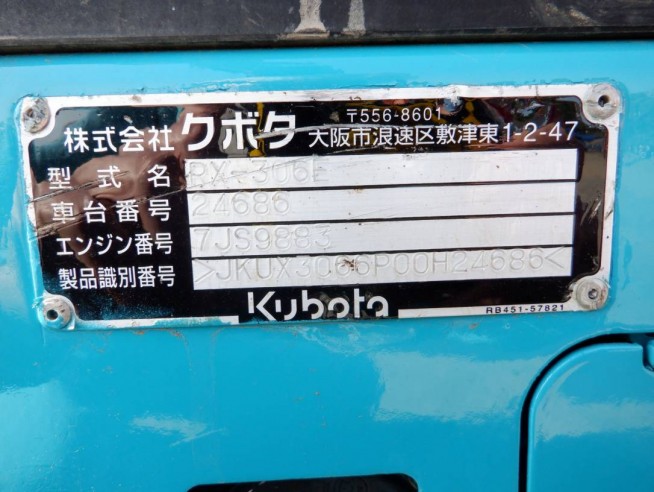 〒556-8601
株式会社 クボタ 大阪市浪速区敷津東1-2-47
型式名 RX-306E
車台番号 24686
エンジン番号 7JS9883
製品識別番号 >JKUX3066P00H24686<
Kubota
RB451-57821